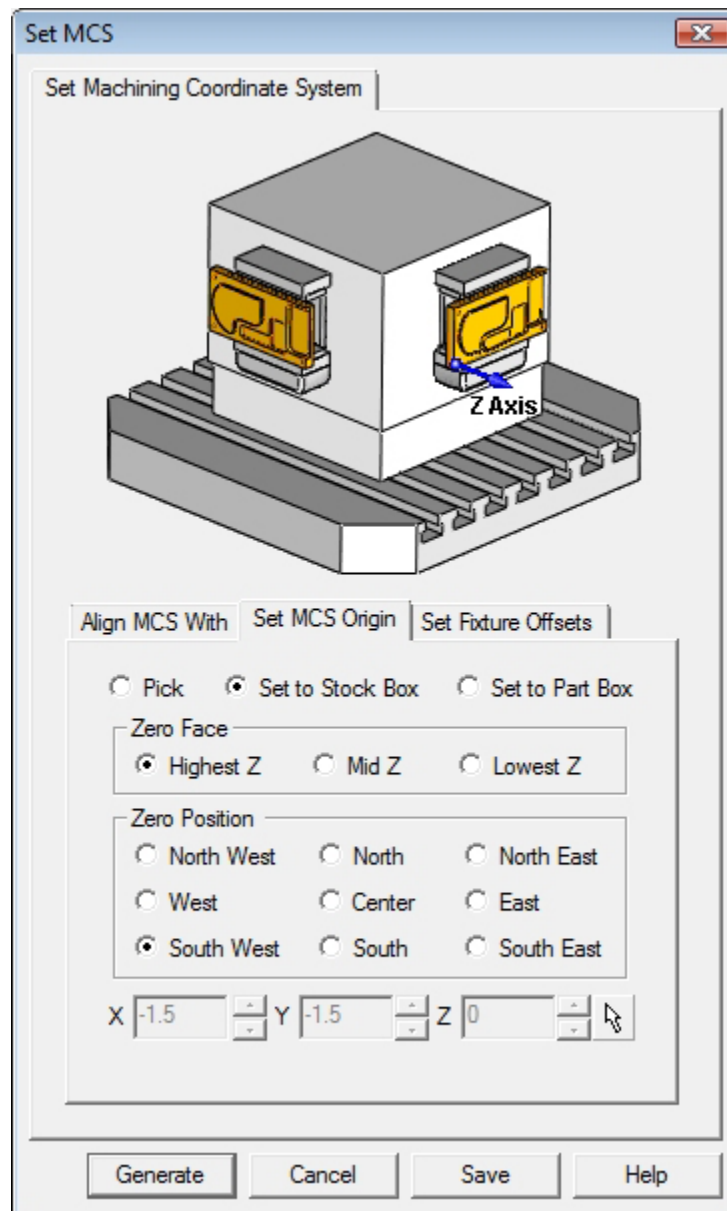 Set MCS
Set Machining Coordinate System
Z Axis
Align MCS With Set MCS Origin Set Fixture Offsets
Pick Set to Stock Box Set to Part Box
Zero Face
Highest Z Mid Z Lowest Z
Zero Position
North West North North East
West Center East
South West South South East
X -1.5 Y -1.5 Z 0
Generate Cancel Save Help